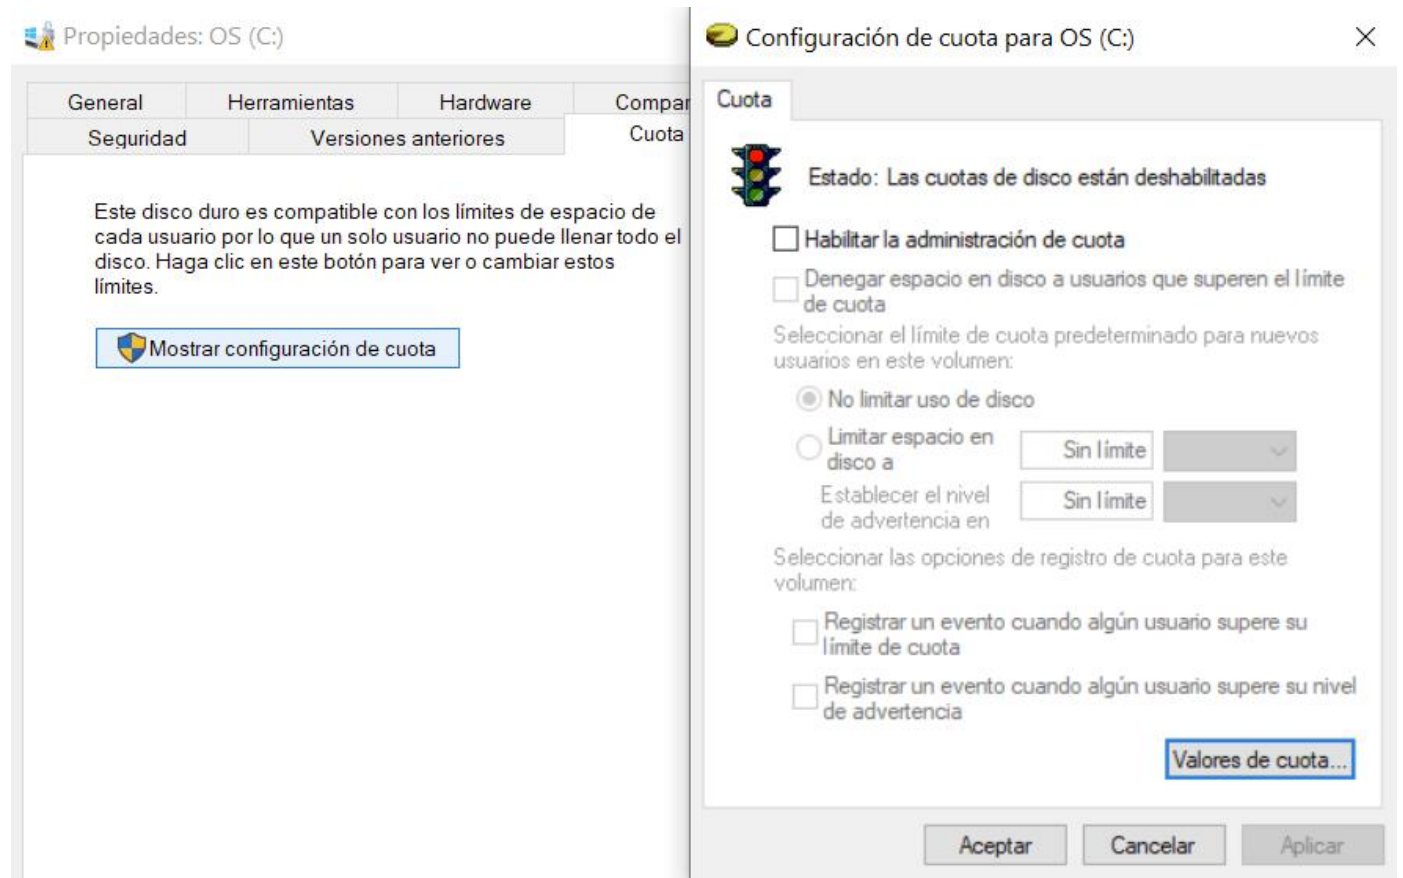 Propiedades: OS (C:)
General
Herramientas
Hardware
Compar
Seguridad
Versiones anteriores
Cuota
Este disco duro es compatible con los límites de espacio de
cada usuario por lo que un solo usuario no puede llenar todo el
disco. Haga clic en este botón para ver o cambiar estos
límites.
Mostrar configuración de cuota
Configuración de cuota para OS (C:)
Cuota
Estado: Las cuotas de disco están deshabilitadas
Habilitar la administración de cuota
Denegar espacio en disco a usuarios que superen el límite
de cuota
Seleccionar el límite de cuota predeterminado para nuevos
usuarios en este volumen:
No limitar uso de disco
Limitar espacio en
disco a
Sin límite
Establecer el nivel
de advertencia en
Sin límite
Seleccionar las opciones de registro de cuota para este
volumen:
Registrar un evento cuando algún usuario supere su
límite de cuota
Registrar un evento cuando algún usuario supere su nivel
de advertencia
Valores de cuota...
Aceptar
Cancelar
Aplicar